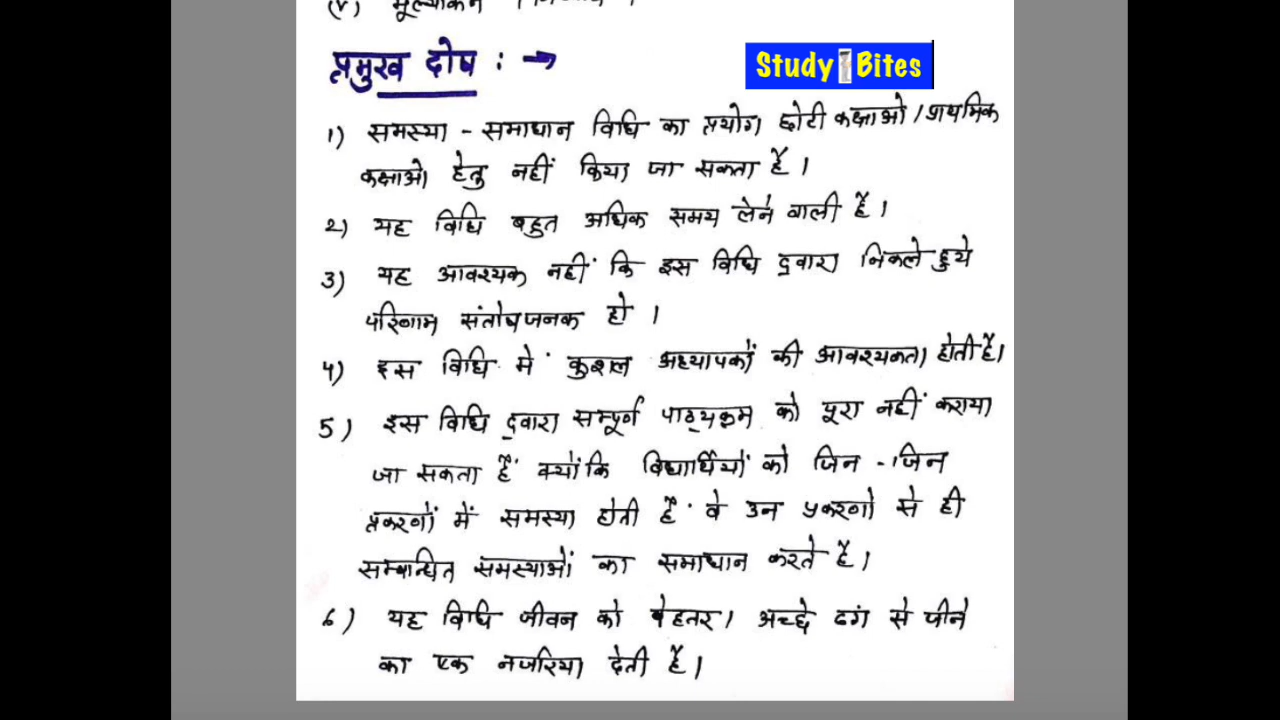 (v) मूल्यांकन
प्रमुख दोष : →
Study Bites
1) समस्या - समाधान विधि का प्रयोग छोटी कक्षाओ / प्राथमिक
कक्षाओ हेतु नहीं किया जा सकता है।
2) यह विधि बहुत अधिक समय लेने वाली है।
3) यह आवश्यक नहीं कि इस विधि द्वारा निकले हुये
परिणाम संतोषजनक हो ।
4) इस विधि में कुशल अध्यापकों की आवश्यकता होती है।
5) इस विधि द्वारा सम्पूर्ण पाठ्यक्रम को पूरा नहीं कराया
जा सकता हैं क्योंकि विद्यार्थियों को जिन - जिन
प्रकरणों में समस्या होती हैं वे उन प्रकरणो से ही
सम्बन्धित समस्याओं का समाधान करते है।
6) यह विधि जीवन को बेहतर / अच्छे ढंग से जीने
का एक नजरिया देती है।